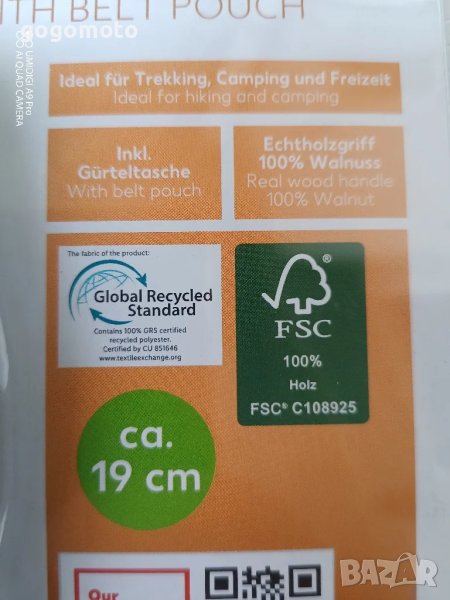 ITH BELT POUCH
gogomoto
UMIDIGI A9 Pro
AI QUAD CAMERA
Ideal für Trekking, Camping und Freizeit
Ideal for hiking and camping
Inkl.
Gürteltasche
With belt pouch
Echtholzgriff
100% Walnuss
Real wood handle
100% Walnut
The fabric of the product:
Global Recycled
Standard
Contains 100% GRS certified
recycled polyester.
Certified by CU 851646
www.textileexchange.org
FSC
100%
Holz
FSC® C108925
ca.
19 cm
Our
BAZAR.bg